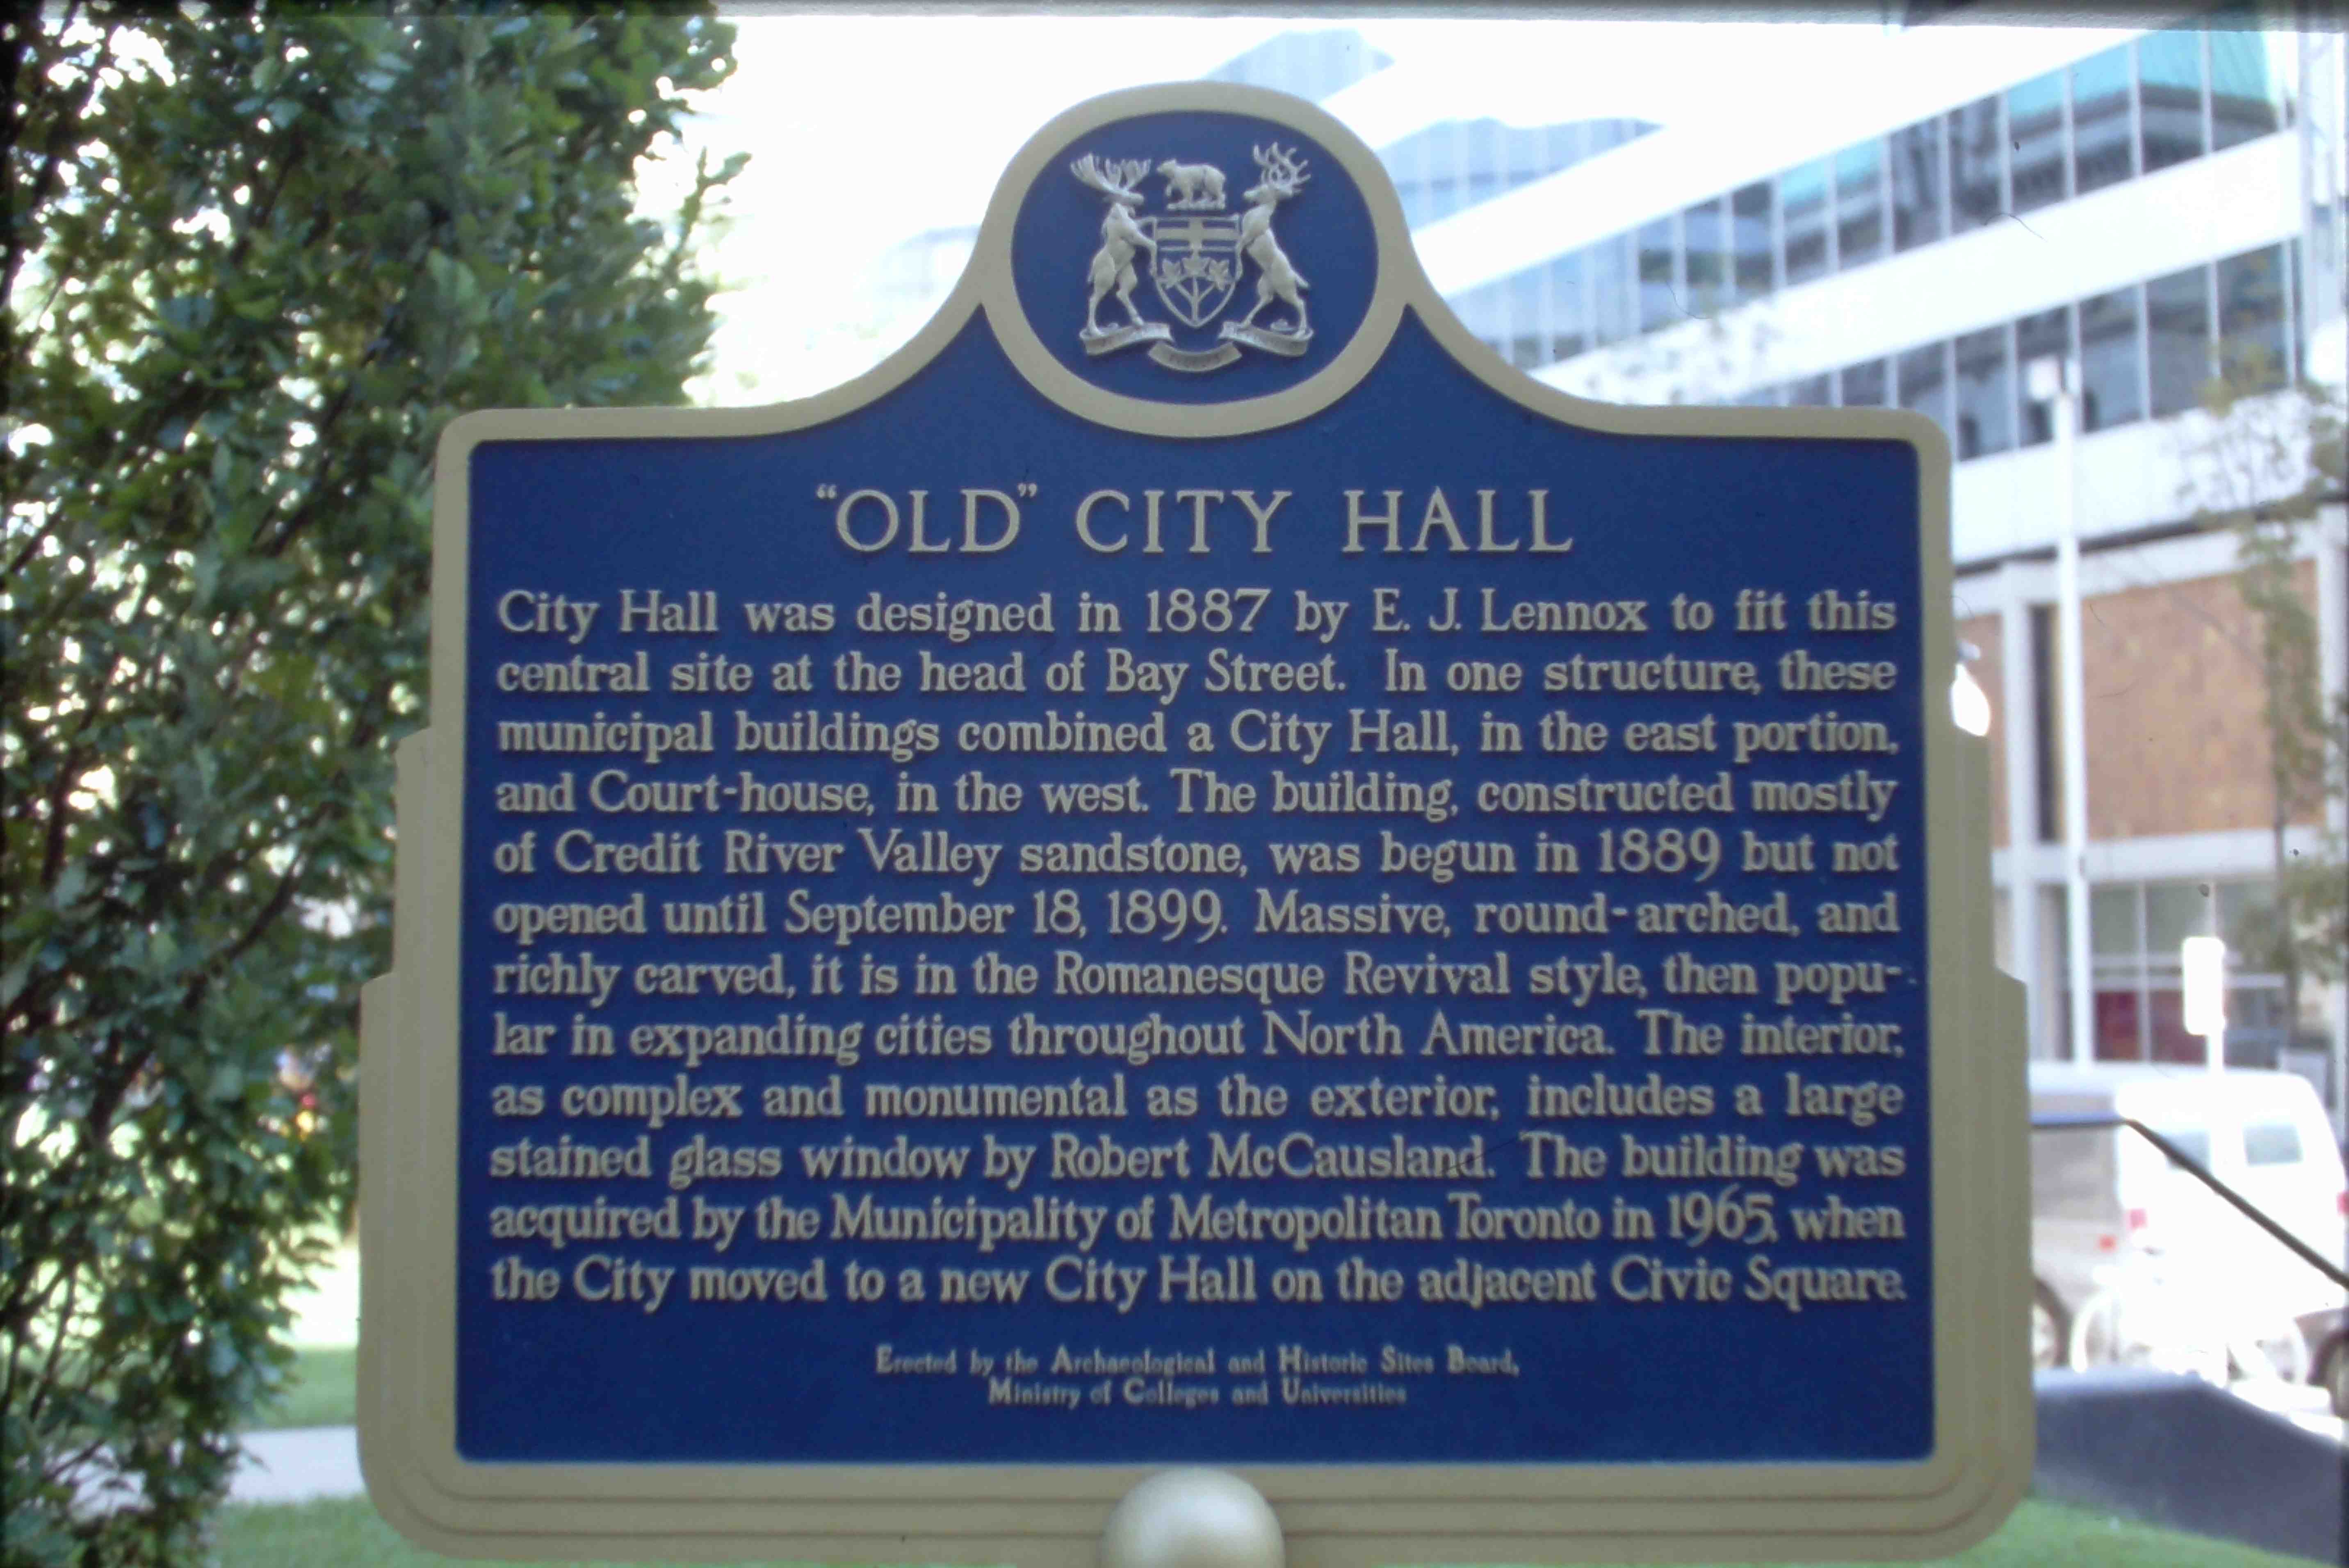 “OLD” CITY HALL
City Hall was designed in 1887 by E. J. Lennox to fit this
central site at the head of Bay Street. In one structure, these
municipal buildings combined a City Hall, in the east portion,
and Court-house, in the west. The building, constructed mostly
of Credit River Valley sandstone, was begun in 1889 but not
opened until September 18, 1899. Massive, round-arched, and
richly carved, it is in the Romanesque Revival style, then popu-
lar in expanding cities throughout North America. The interior,
as complex and monumental as the exterior, includes a large
stained glass window by Robert McCausland. The building was
acquired by the Municipality of Metropolitan Toronto in 1965, when
the City moved to a new City Hall on the adjacent Civic Square.
Erected by the Archaeological and Historic Sites Board,
Ministry of Colleges and Universities